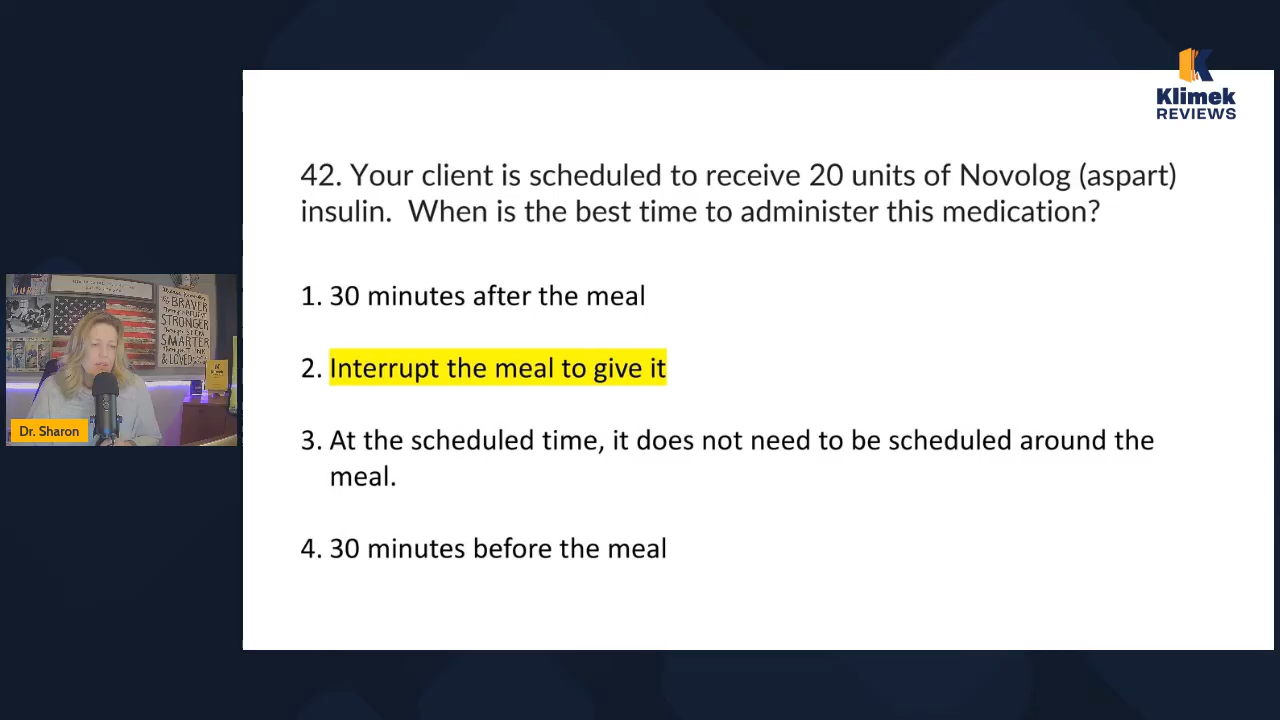 Klimek
REVIEWS
42. Your client is scheduled to receive 20 units of Novolog (aspart)
insulin.  When is the best time to administer this medication?
1. 30 minutes after the meal
2. Interrupt the meal to give it
3. At the scheduled time, it does not need to be scheduled around the
meal.
4. 30 minutes before the meal
BRAVER
STRONGER
SMARTER
& LOVED
Dr. Sharon